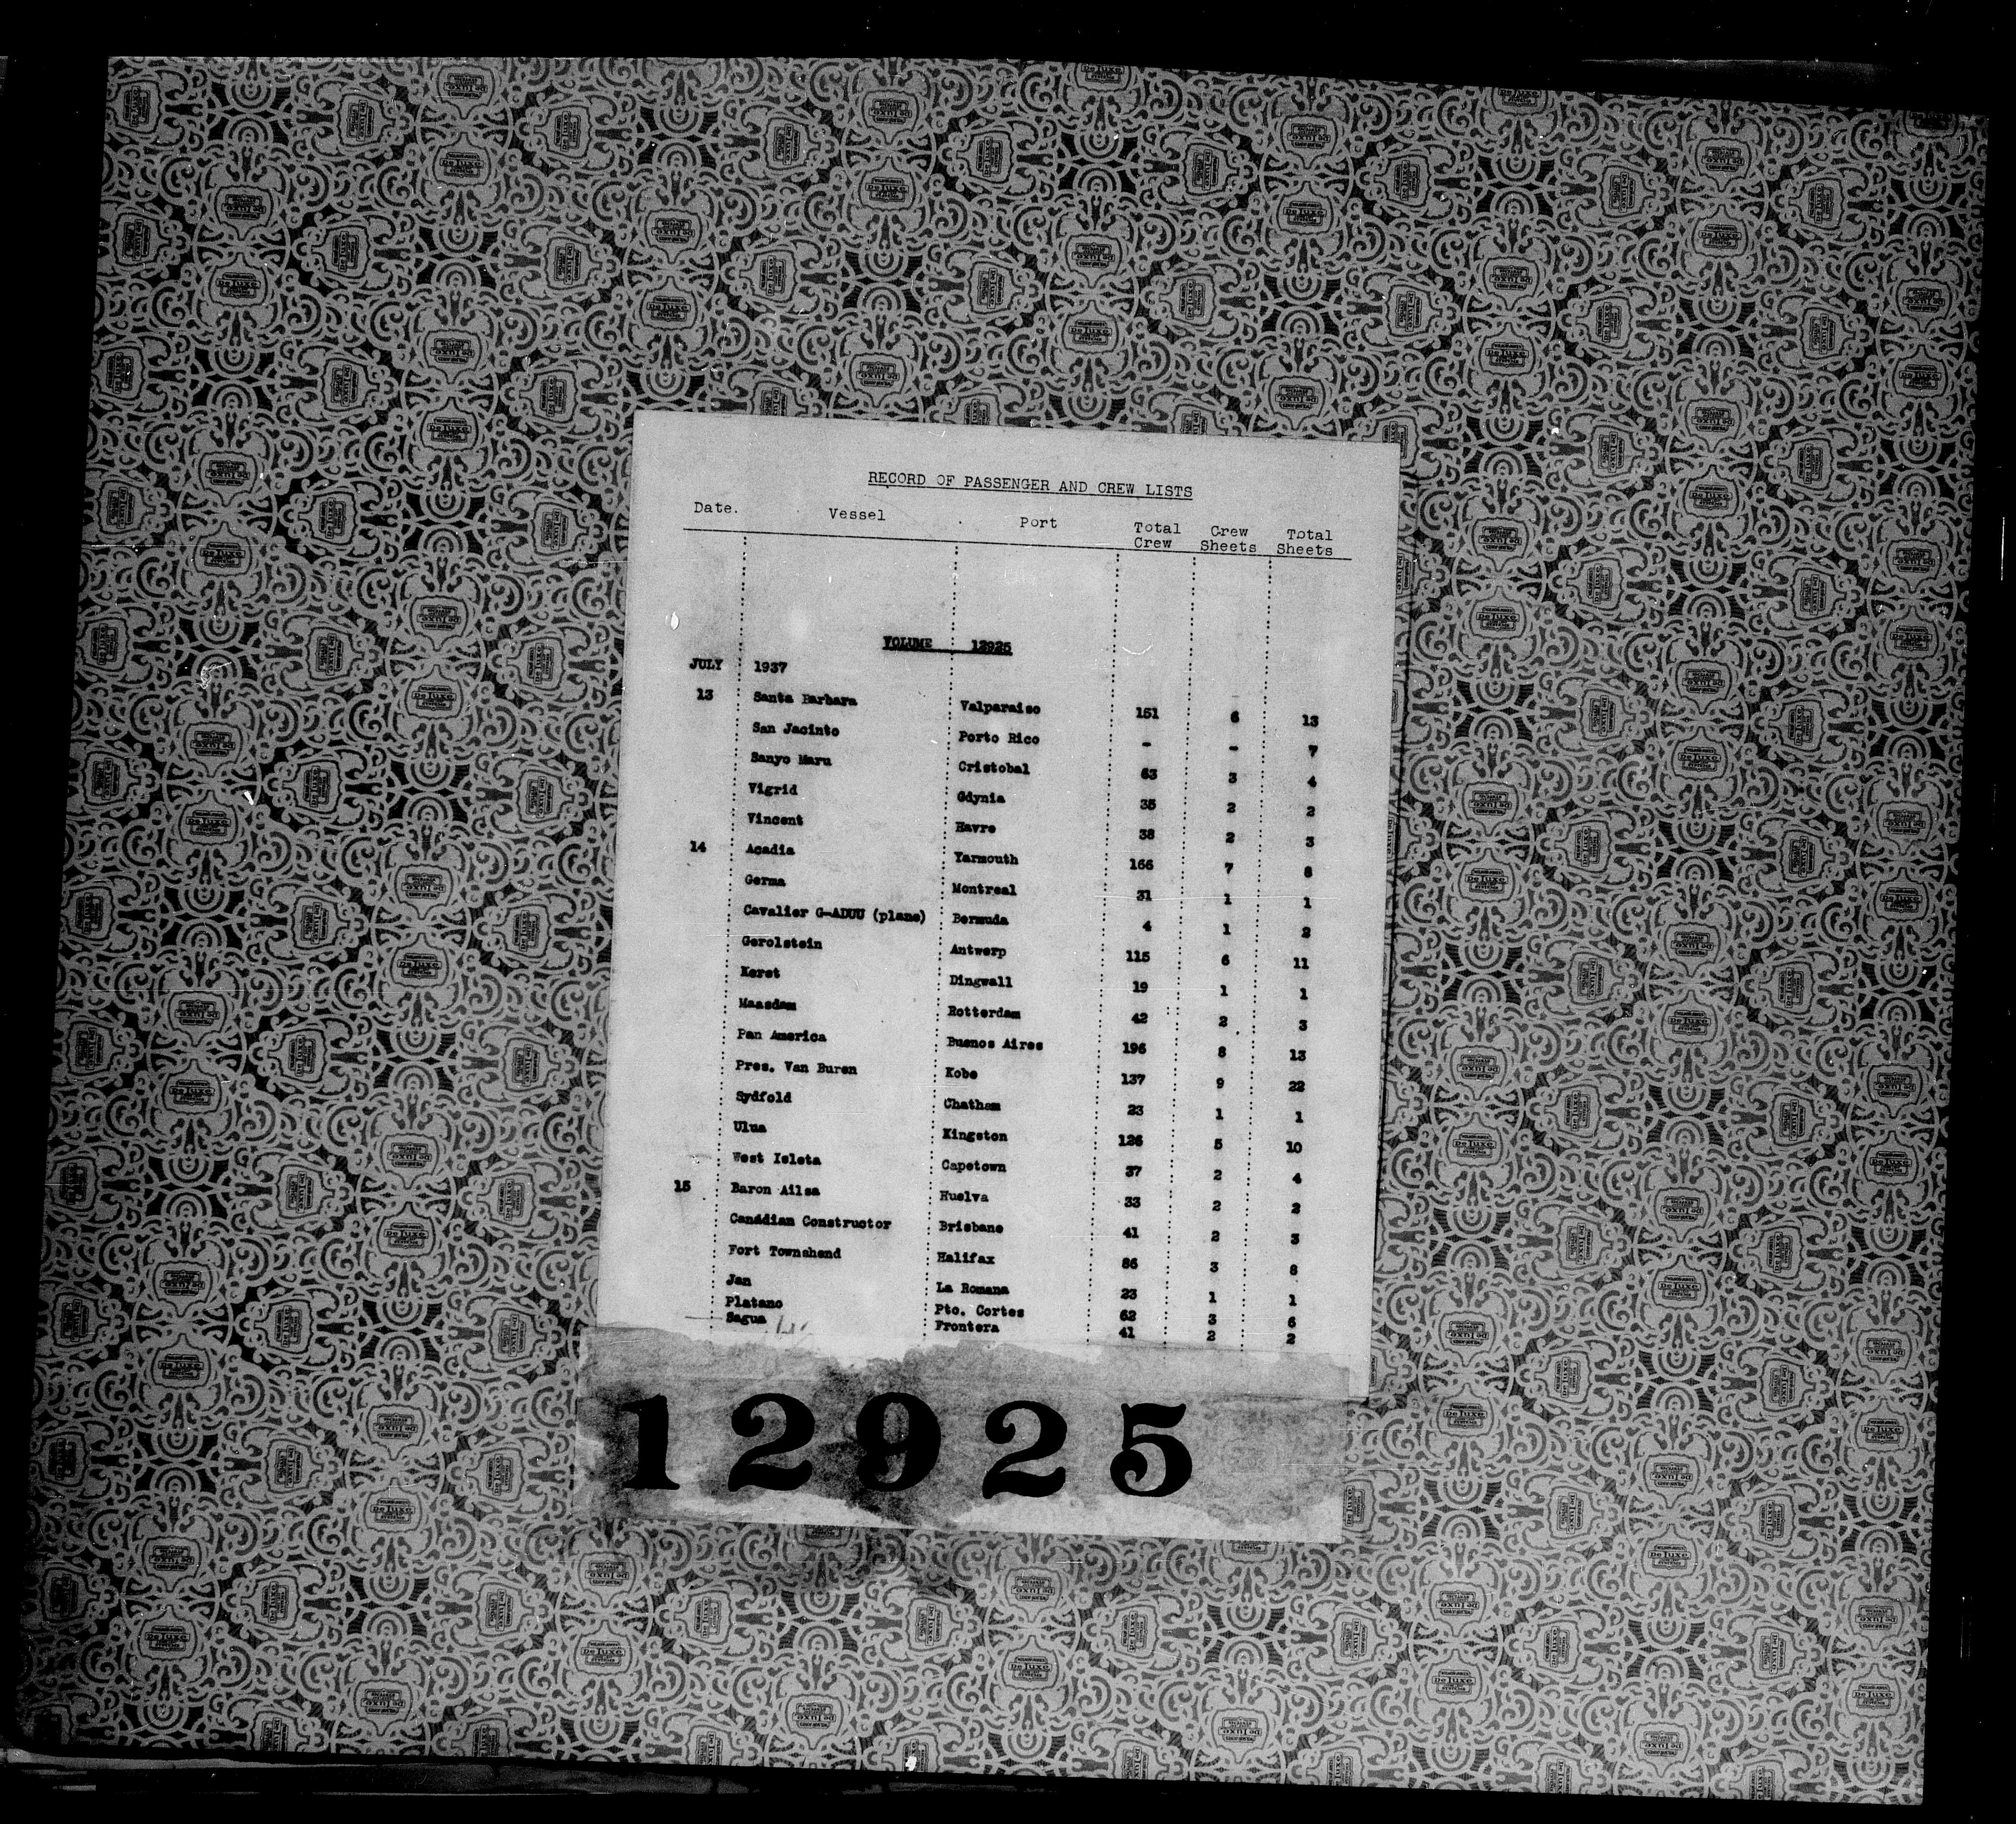 RECORD OF PASSENGER AND CREW LISTS
Date. Vessel Port Total Crew Crew Sheets Total Sheets
VOLUME 12925
JULY 1937
13 Santa Barbara Valparaiso 151 6 13
San Jacinto Porto Rico - - 7
Sanyo Maru Cristobal 63 3 4
Vigrid Gdynia 35 2 2
Vincent Havre 38 2 3
14 Acadia Yarmouth 166 7 8
Germa Montreal 31 1 1
Cavalier G-ADUU (plane) Bermuda 4 1 2
Gerolstein Antwerp 115 6 11
Keret Dingwall 19 1 1
Maasdam Rotterdam 42 2 3
Pan America Buenos Aires 196 8 13
Pres. Van Buren Kobe 137 9 22
Sydfold Chatham 23 1 1
Ulua Kingston 126 5 10
West Isleta Capetown 37 2 4
15 Baron Ailsa Huelva 33 2 2
Canadian Constructor Brisbane 41 2 3
Fort Townshend Halifax 86 3 8
Jan La Romana 23 1 1
Platano Pto. Cortes 62 3 6
Sagua Frontera 41 2 2
12925